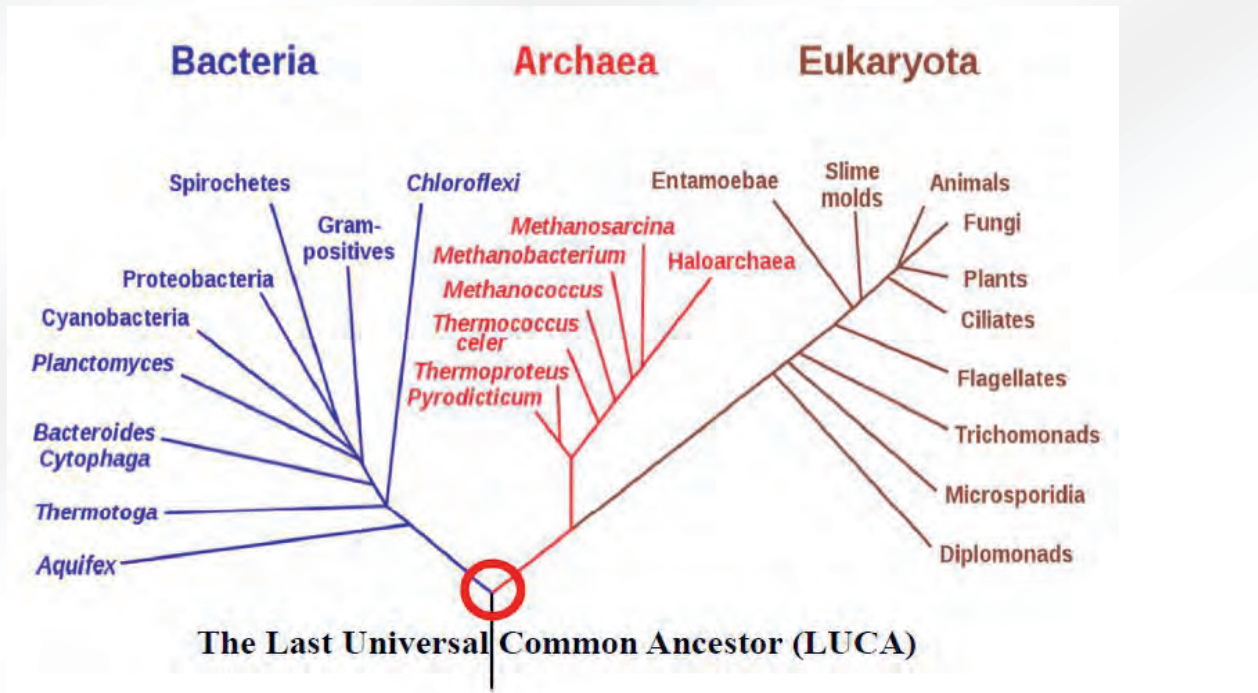 Bacteria
Archaea
Eukaryota
Spirochetes
Gram-
positives
Chloroflexi
Proteobacteria
Cyanobacteria
Planctomyces
Bacteroides
Cytophaga
Thermotoga
Aquifex
Methanosarcina
Methanobacterium
Haloarchaea
Methanococcus
Thermococcus
celer
Thermoproteus
Pyrodicticum
Entamoebae
Slime
molds
Animals
Fungi
Plants
Ciliates
Flagellates
Trichomonads
Microsporidia
Diplomonads
The Last Universal Common Ancestor (LUCA)